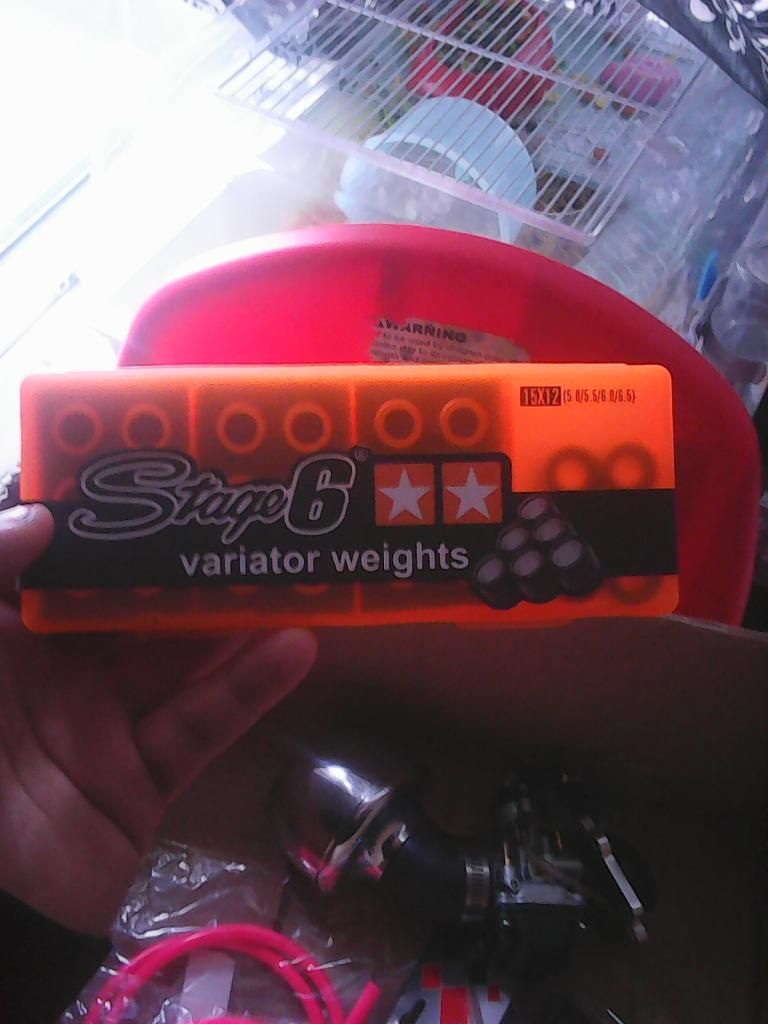 WARNING
15X12 (5.0/5.5/6.0/6.5)
Stage6®
variator weights